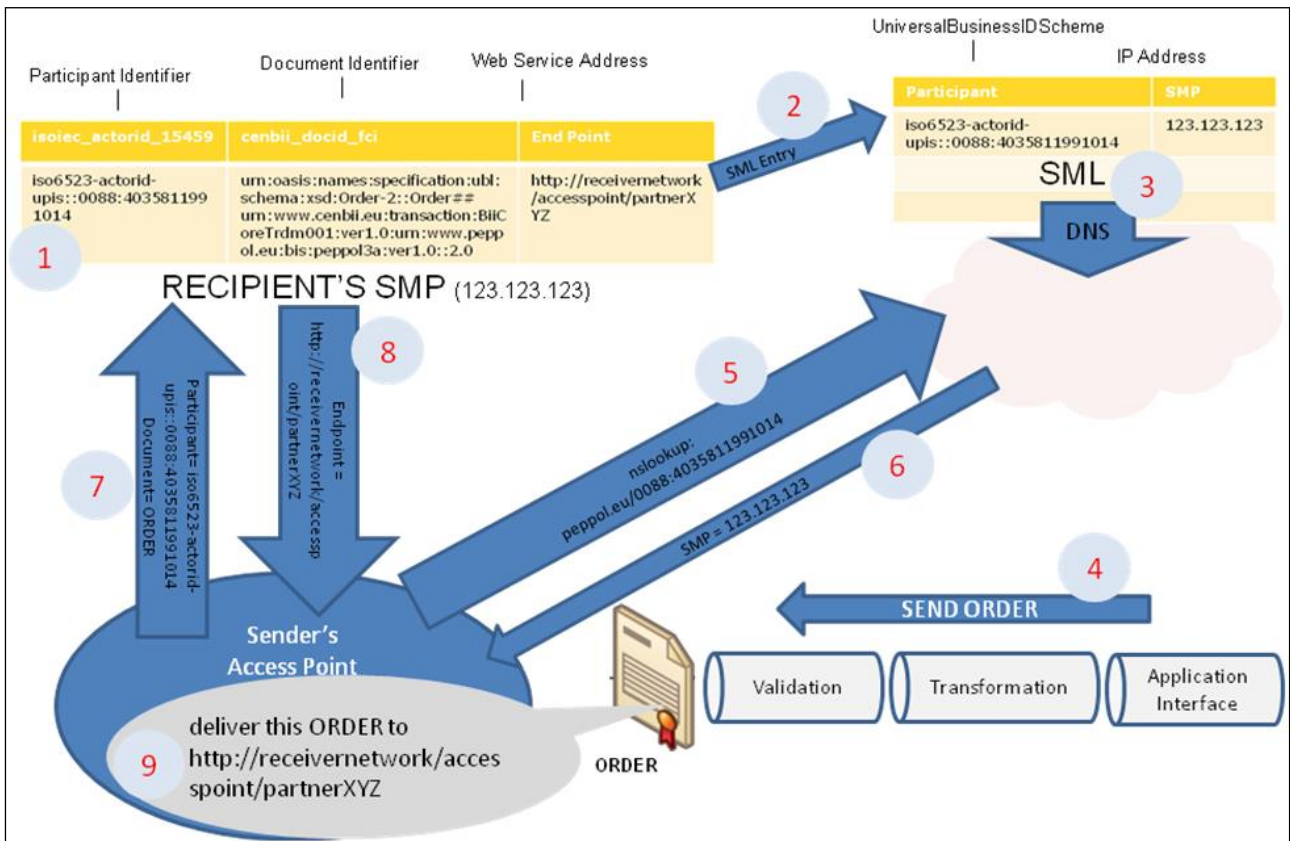 UniversalBusinessIDScheme
Participant Identifier
Document Identifier
Web Service Address
IP Address
isoiec_actorid_15459
cenbii_docid_fci
End Point
iso6523-actorid-
upis::0088:403581199
1014
urn:oasis:names:specification:ubl:
schema:xsd:Order-2::Order##
urn:www.cenbii.eu:transaction:BiiC
oreTrdm001:ver1.0:urn:www.pepp
ol.eu:bis:peppol3a:ver1.0::2.0
http://receivernetwork
/accesspoint/partnerX
YZ
1
RECIPIENT'S SMP (123.123.123)
2
SML Entry
Participant
SMP
iso6523-actorid-
upis::0088:4035811991014
123.123.123
SML
3
DNS
7
Participant= iso6523-actorid-
upis::0088:4035811991014
Document= ORDER
8
Endpoint =
http://receivernetwork/accessp
oint/partnerXYZ
5
nslookup:
peppol.eu/0088:4035811991014
6
SMP = 123.123.123
4
SEND ORDER
Validation
Transformation
Application
Interface
Sender's
Access Point
9
deliver this ORDER to
http://receivernetwork/acces
spoint/partnerXYZ
ORDER